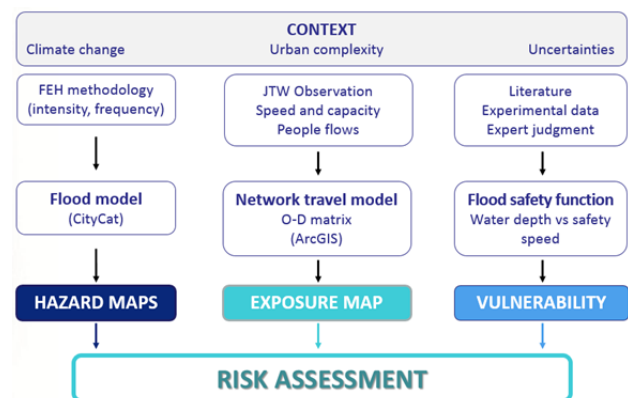 CONTEXT
Climate change Urban complexity Uncertainties
FEH methodology
(intensity, frequency)
JTW Observation
Speed and capacity
People flows
Literature
Experimental data
Expert judgment
Flood model
(CityCat)
Network travel model
O-D matrix
(ArcGIS)
Flood safety function
Water depth vs safety
speed
HAZARD MAPS
EXPOSURE MAP
VULNERABILITY
RISK ASSESSMENT